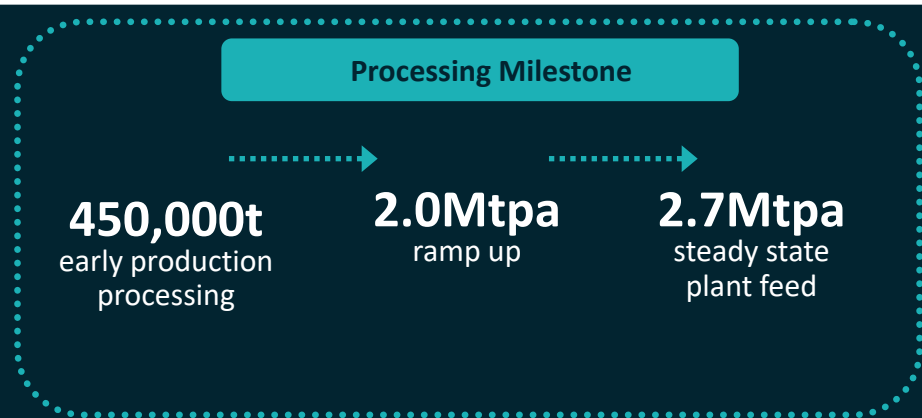 Processing Milestone
450,000t
early production
processing
2.0Mtpa
ramp up
2.7Mtpa
steady state
plant feed